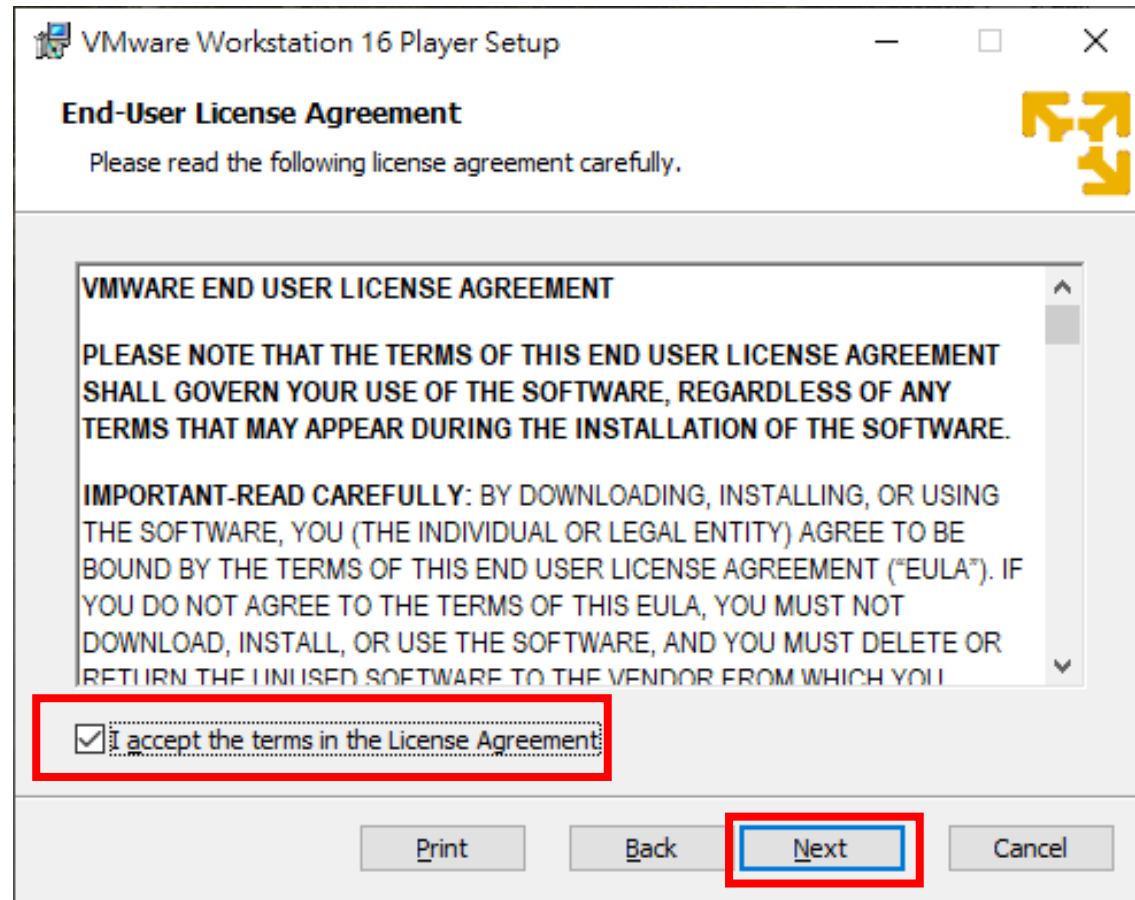 VMware Workstation 16 Player Setup
End-User License Agreement
Please read the following license agreement carefully.
VMWARE END USER LICENSE AGREEMENT
PLEASE NOTE THAT THE TERMS OF THIS END USER LICENSE AGREEMENT
SHALL GOVERN YOUR USE OF THE SOFTWARE, REGARDLESS OF ANY
TERMS THAT MAY APPEAR DURING THE INSTALLATION OF THE SOFTWARE.
IMPORTANT-READ CAREFULLY: BY DOWNLOADING, INSTALLING, OR USING
THE SOFTWARE, YOU (THE INDIVIDUAL OR LEGAL ENTITY) AGREE TO BE
BOUND BY THE TERMS OF THIS END USER LICENSE AGREEMENT (“EULA”). IF
YOU DO NOT AGREE TO THE TERMS OF THIS EULA, YOU MUST NOT
DOWNLOAD, INSTALL, OR USE THE SOFTWARE, AND YOU MUST DELETE OR
RETURN THE UNUSED SOFTWARE TO THE VENDOR FROM WHICH YOU
I accept the terms in the License Agreement
Print Back Next Cancel